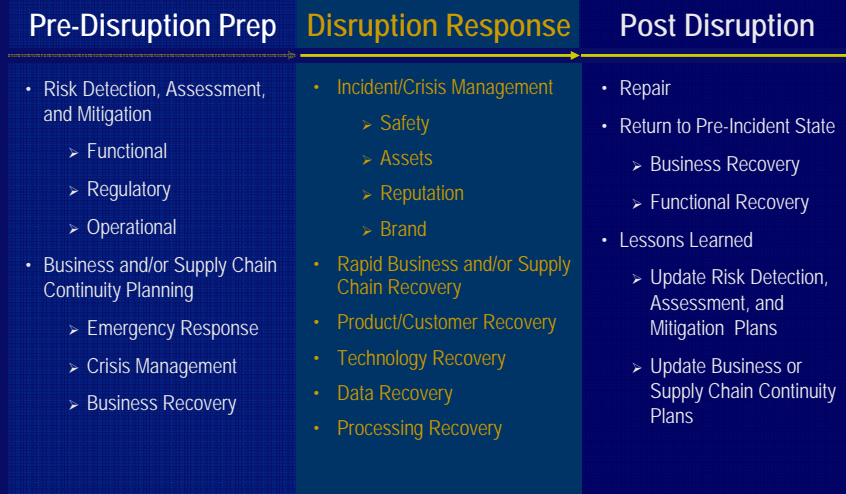 Pre-Disruption Prep
• Risk Detection, Assessment,
and Mitigation
➢ Functional
➢ Regulatory
➢ Operational
• Business and/or Supply Chain
Continuity Planning
➢ Emergency Response
➢ Crisis Management
➢ Business Recovery
Disruption Response
• Incident/Crisis Management
➢ Safety
➢ Assets
➢ Reputation
➢ Brand
• Rapid Business and/or Supply
Chain Recovery
• Product/Customer Recovery
• Technology Recovery
• Data Recovery
• Processing Recovery
Post Disruption
• Repair
• Return to Pre-Incident State
➢ Business Recovery
➢ Functional Recovery
• Lessons Learned
➢ Update Risk Detection,
Assessment, and
Mitigation Plans
➢ Update Business or
Supply Chain Continuity
Plans